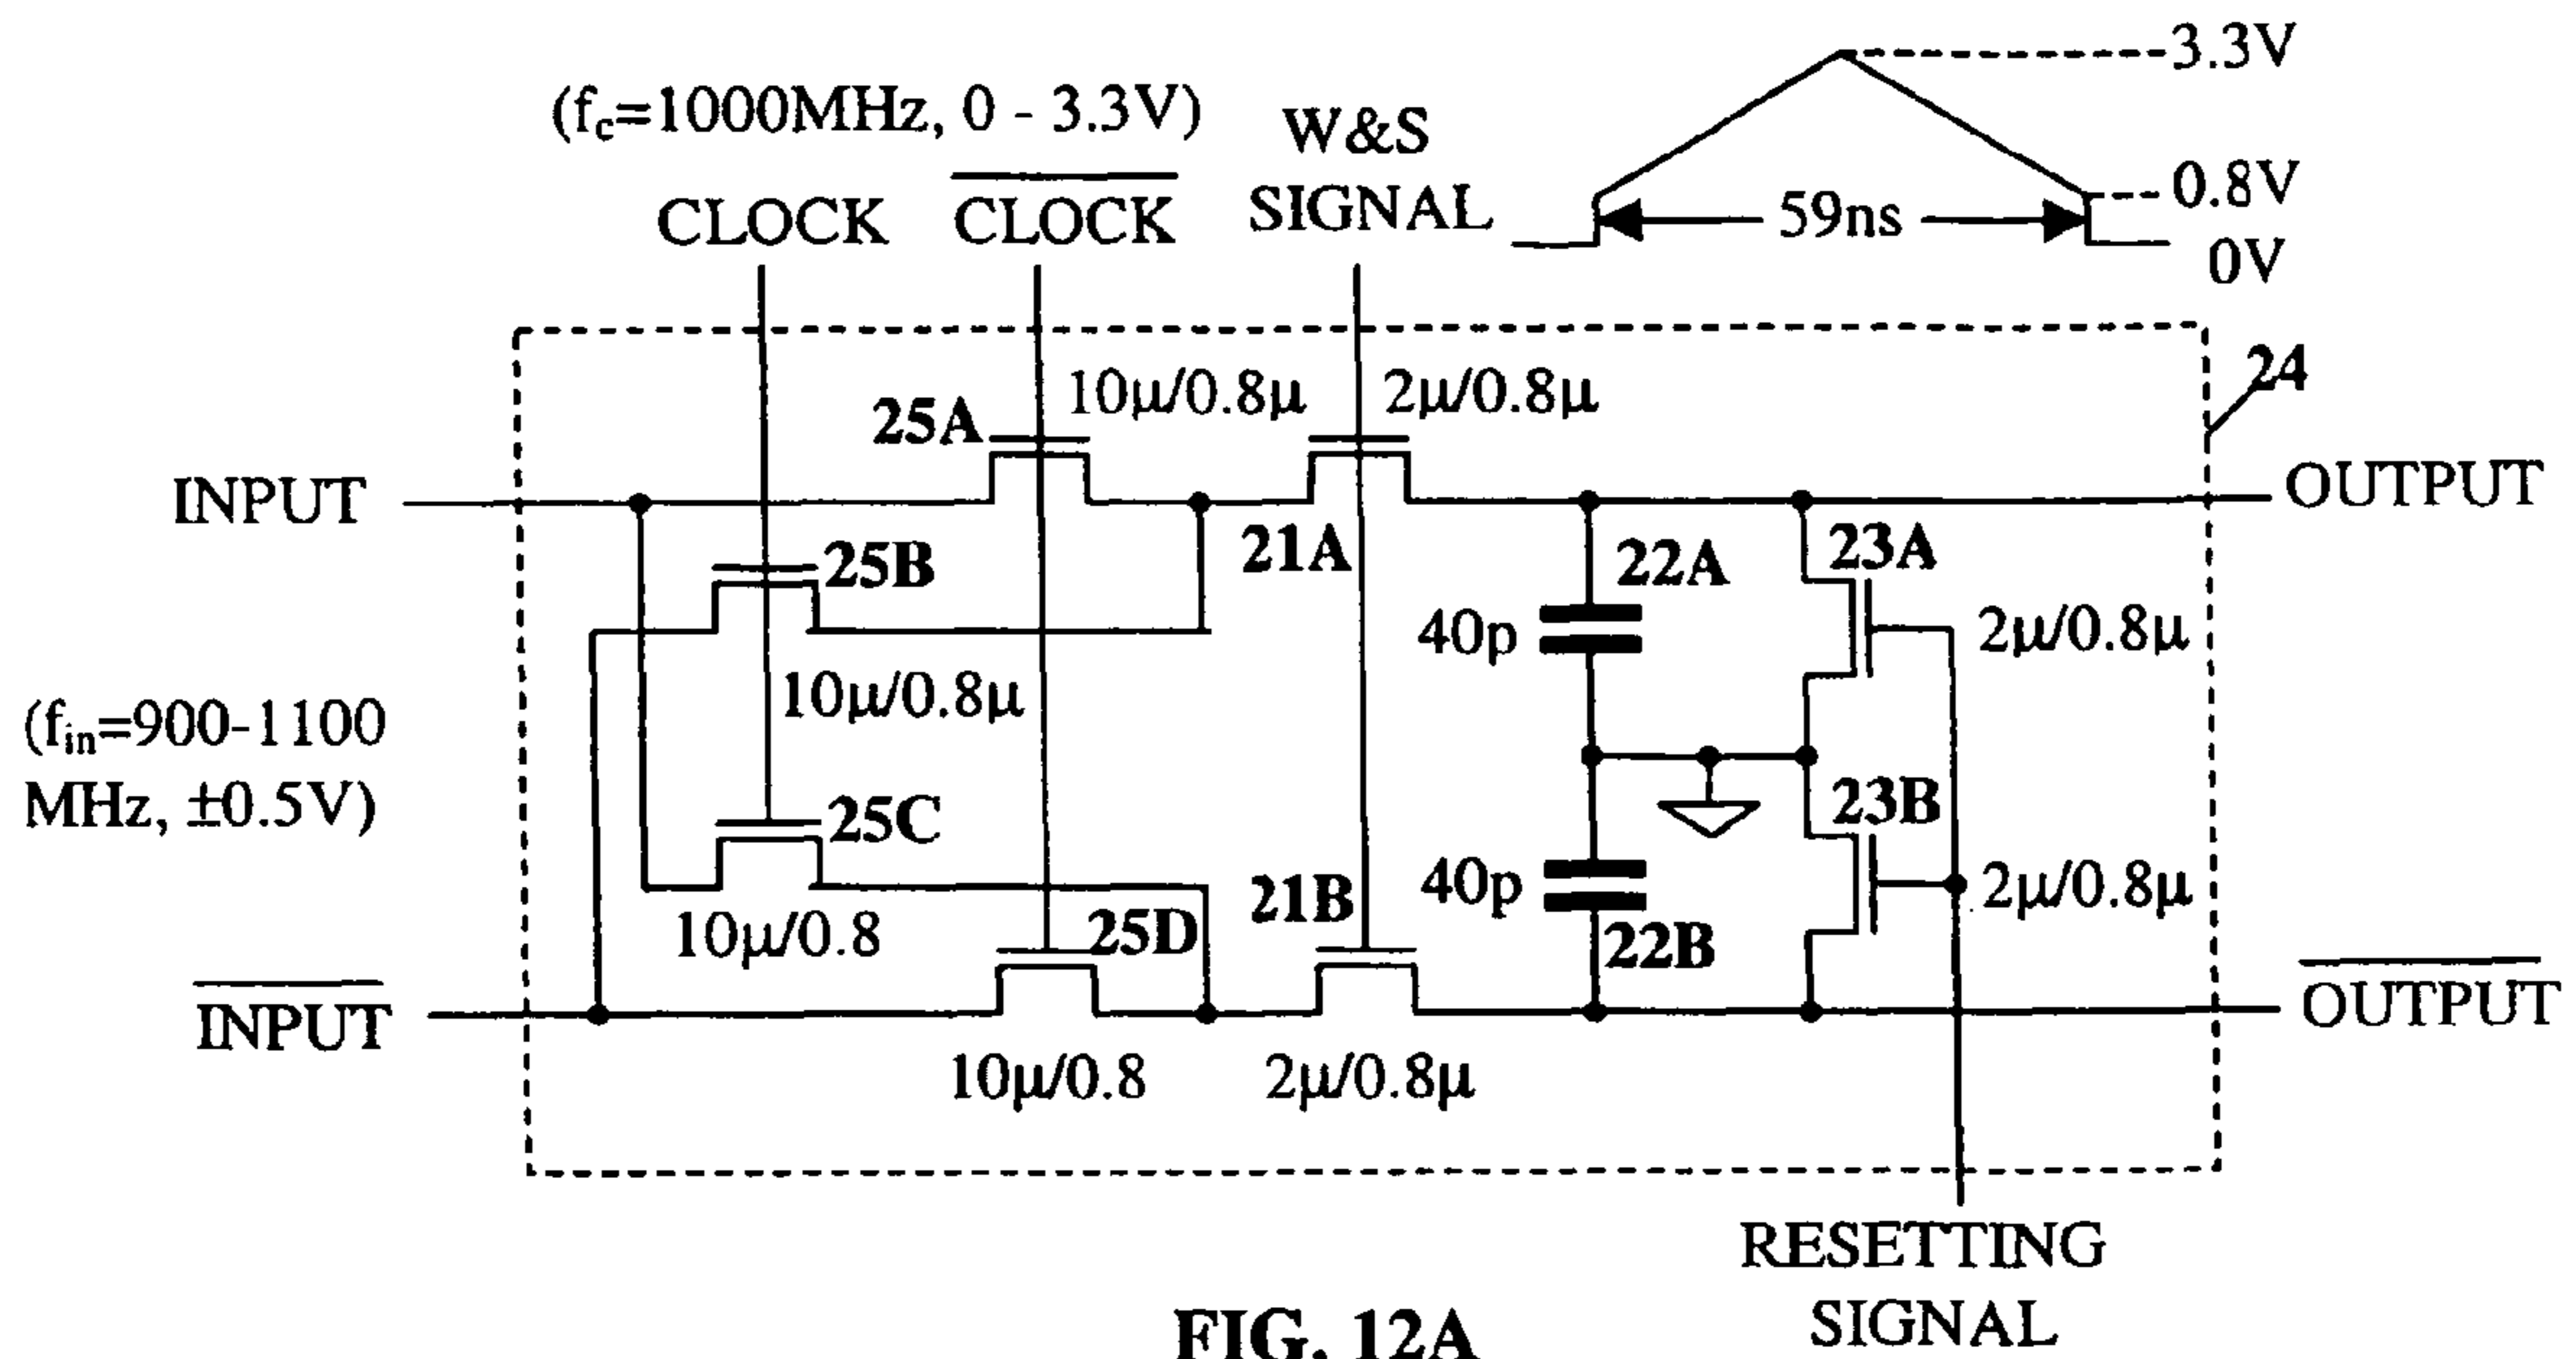 3.3V
(fc=1000MHz, 0 - 3.3V)
W&S
SIGNAL
CLOCK
C̅L̅O̅C̅K̅
59ns
0.8V
0V
24
25A
10μ/0.8μ
2μ/0.8μ
INPUT
OUTPUT
25B
21A
22A
23A
40p
2μ/0.8μ
10μ/0.8μ
(fin=900-1100
MHz, ±0.5V)
25C
23B
40p
21B
2μ/0.8μ
10μ/0.8
25D
22B
I̅N̅P̅U̅T̅
O̅U̅T̅P̅U̅T̅
10μ/0.8
2μ/0.8μ
RESETTING
SIGNAL
FIG. 12A